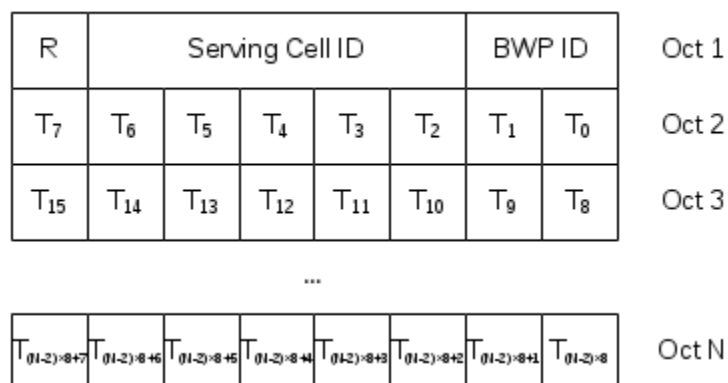 R Serving Cell ID BWP ID Oct 1
T₇ T₆ T₅ T₄ T₃ T₂ T₁ T₀ Oct 2
T₁₅ T₁₄ T₁₃ T₁₂ T₁₁ T₁₀ T₉ T₈ Oct 3
...
T(N-2)×8+7 T(N-2)×8+6 T(N-2)×8+5 T(N-2)×8+4 T(N-2)×8+3 T(N-2)×8+2 T(N-2)×8+1 T(N-2)×8 Oct N